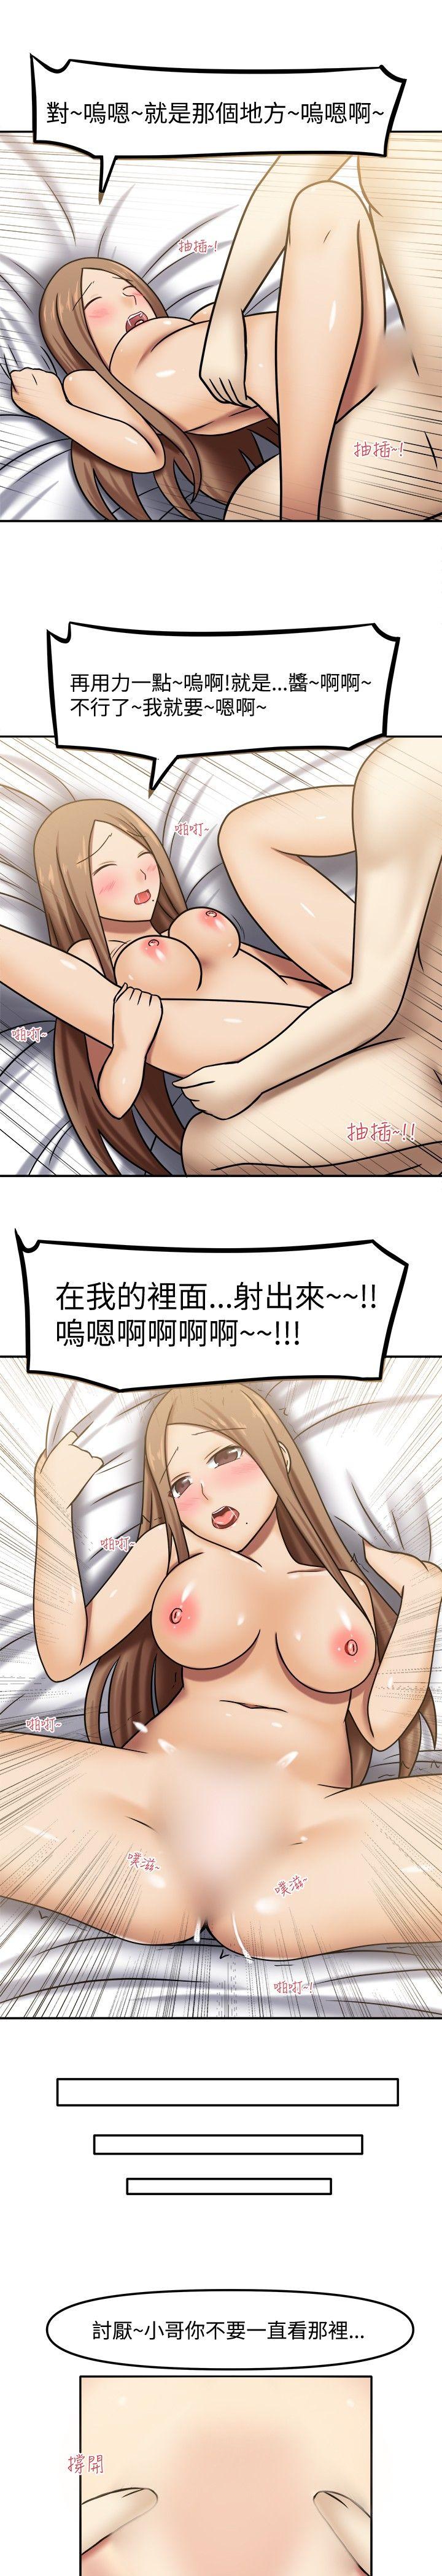 對~嗚嗯~就是那個地方~嗚嗯啊~
抽插~!
抽插~!
再用力一點~嗚啊!就是...醬~啊啊~
不行了~我就要~嗯啊~
啪叮~
啪叮~
抽插~!!
在我的裡面...射出來~~!!
嗚嗯啊啊啊啊~~!!!
啪叮~
啪叮~
噗滋~
噗滋~
啪叮~!
討厭~小哥你不要一直看那裡...
撐開